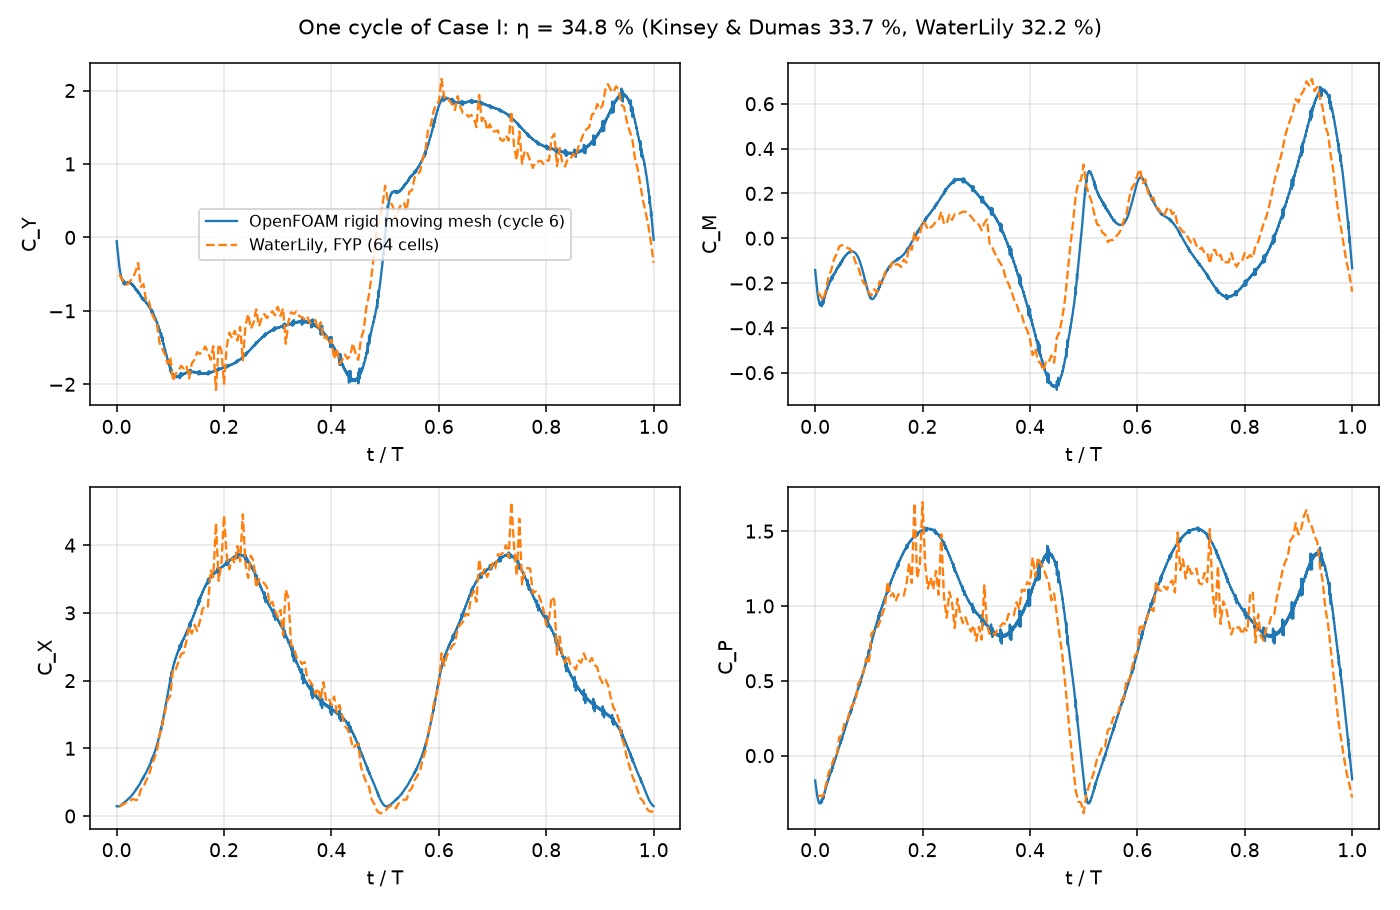 One cycle of Case I: η = 34.8 % (Kinsey & Dumas 33.7 %, WaterLily 32.2 %)
C_Y
2
1
0
−1
−2
OpenFOAM rigid moving mesh (cycle 6)
WaterLily, FYP (64 cells)
0.0 0.2 0.4 0.6 0.8 1.0
t / T
C_M
0.6
0.4
0.2
0.0
−0.2
−0.4
−0.6
0.0 0.2 0.4 0.6 0.8 1.0
t / T
C_X
4
3
2
1
0
0.0 0.2 0.4 0.6 0.8 1.0
t / T
C_P
1.5
1.0
0.5
0.0
0.0 0.2 0.4 0.6 0.8 1.0
t / T